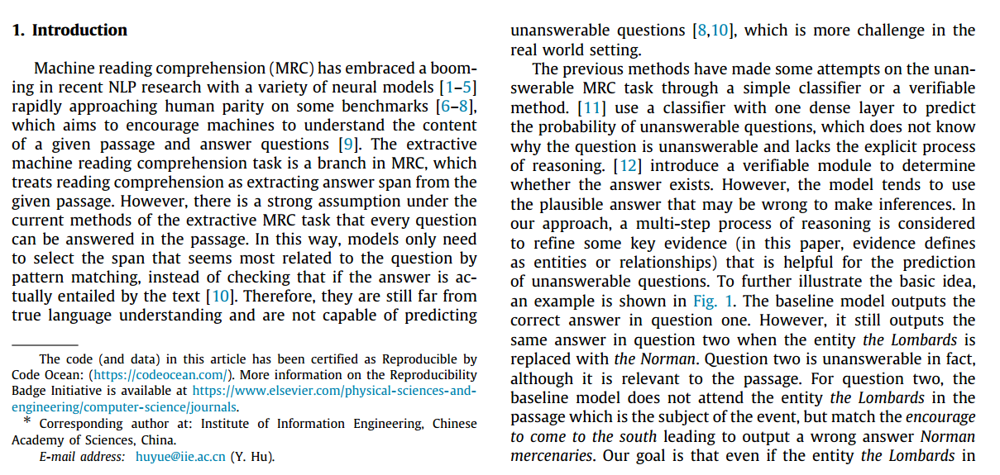 1. Introduction
Machine reading comprehension (MRC) has embraced a boom-
ing in recent NLP research with a variety of neural models [1–5]
rapidly approaching human parity on some benchmarks [6–8],
which aims to encourage machines to understand the content
of a given passage and answer questions [9]. The extractive
machine reading comprehension task is a branch in MRC, which
treats reading comprehension as extracting answer span from the
given passage. However, there is a strong assumption under the
current methods of the extractive MRC task that every question
can be answered in the passage. In this way, models only need
to select the span that seems most related to the question by
pattern matching, instead of checking that if the answer is ac-
tually entailed by the text [10]. Therefore, they are still far from
true language understanding and are not capable of predicting
The code (and data) in this article has been certified as Reproducible by
Code Ocean: (https://codeocean.com/). More information on the Reproducibility
Badge Initiative is available at https://www.elsevier.com/physical-sciences-and-
engineering/computer-science/journals.
* Corresponding author at: Institute of Information Engineering, Chinese
Academy of Sciences, China.
E-mail address: huyue@iie.ac.cn (Y. Hu).
unanswerable questions [8,10], which is more challenge in the
real world setting.
The previous methods have made some attempts on the unan-
swerable MRC task through a simple classifier or a verifiable
method. [11] use a classifier with one dense layer to predict
the probability of unanswerable questions, which does not know
why the question is unanswerable and lacks the explicit process
of reasoning. [12] introduce a verifiable module to determine
whether the answer exists. However, the model tends to use
the plausible answer that may be wrong to make inferences. In
our approach, a multi-step process of reasoning is considered
to refine some key evidence (in this paper, evidence defines
as entities or relationships) that is helpful for the prediction
of unanswerable questions. To further illustrate the basic idea,
an example is shown in Fig. 1. The baseline model outputs the
correct answer in question one. However, it still outputs the
same answer in question two when the entity the Lombards is
replaced with the Norman. Question two is unanswerable in fact,
although it is relevant to the passage. For question two, the
baseline model does not attend the entity the Lombards in the
passage which is the subject of the event, but match the encourage
to come to the south leading to output a wrong answer Norman
mercenaries. Our goal is that even if the entity the Lombards in